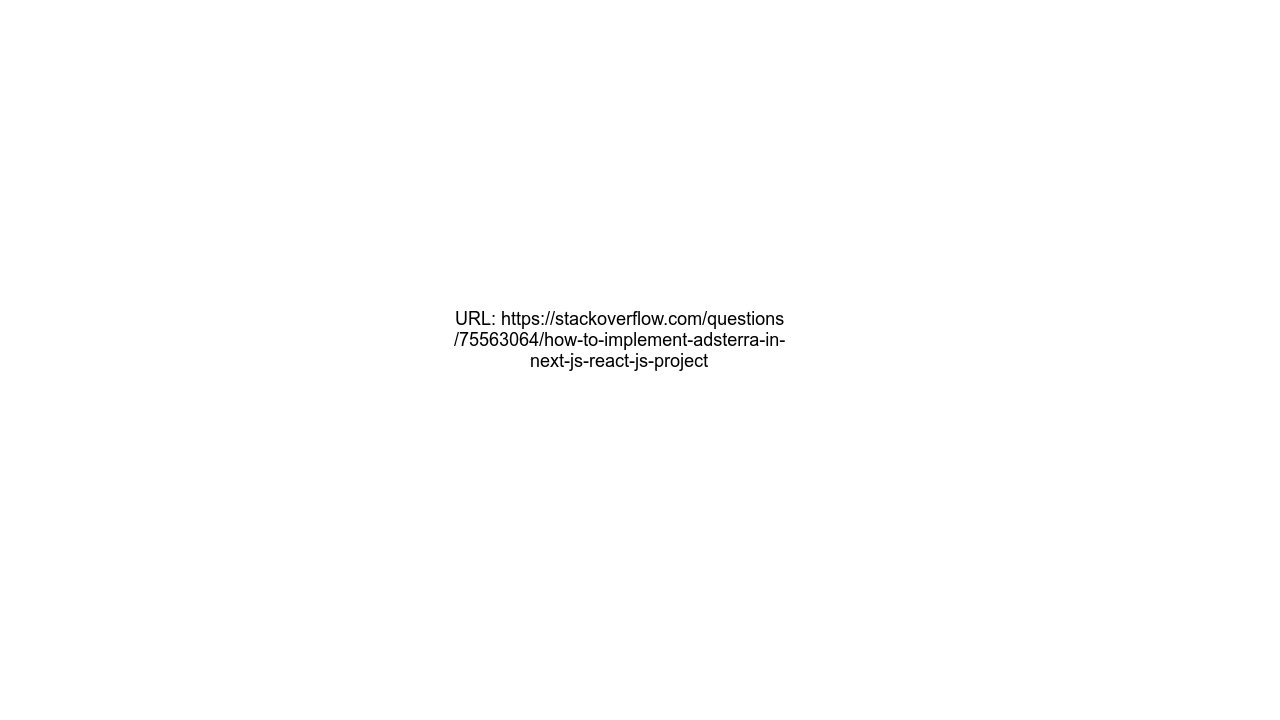 URL: https://stackoverflow.com/questions
/75563064/how-to-implement-adsterra-in-
next-js-react-js-project